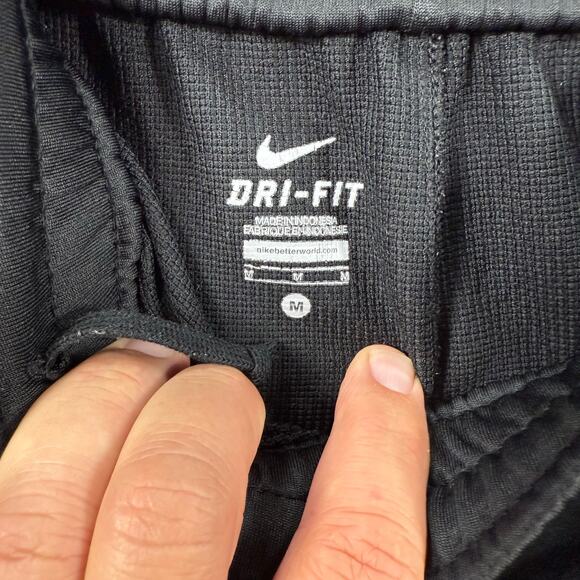 DRI-FIT
MADE IN INDONESIA
FABRIQUE EN INDONESIE
nikebetterworld.com
M M M
M